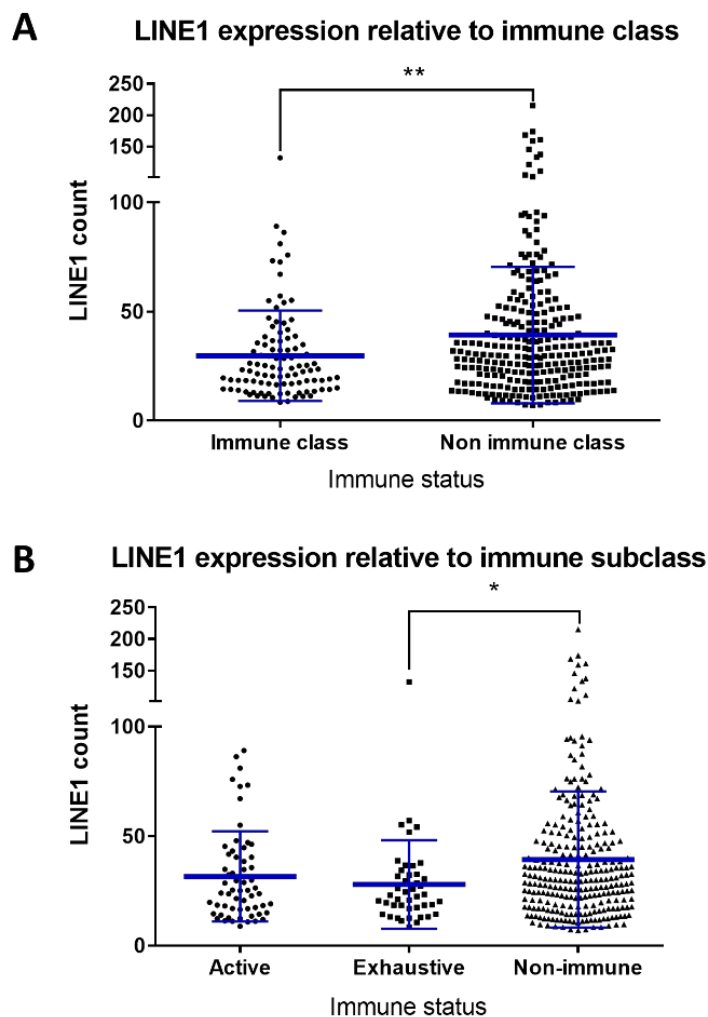 A
LINE1 expression relative to immune class
**
250
200
150
100
50
0
LINE1 count
Immune class
Non immune class
Immune status
B
LINE1 expression relative to immune subclass
*
250
200
150
100
50
0
LINE1 count
Active
Exhaustive
Non-immune
Immune status